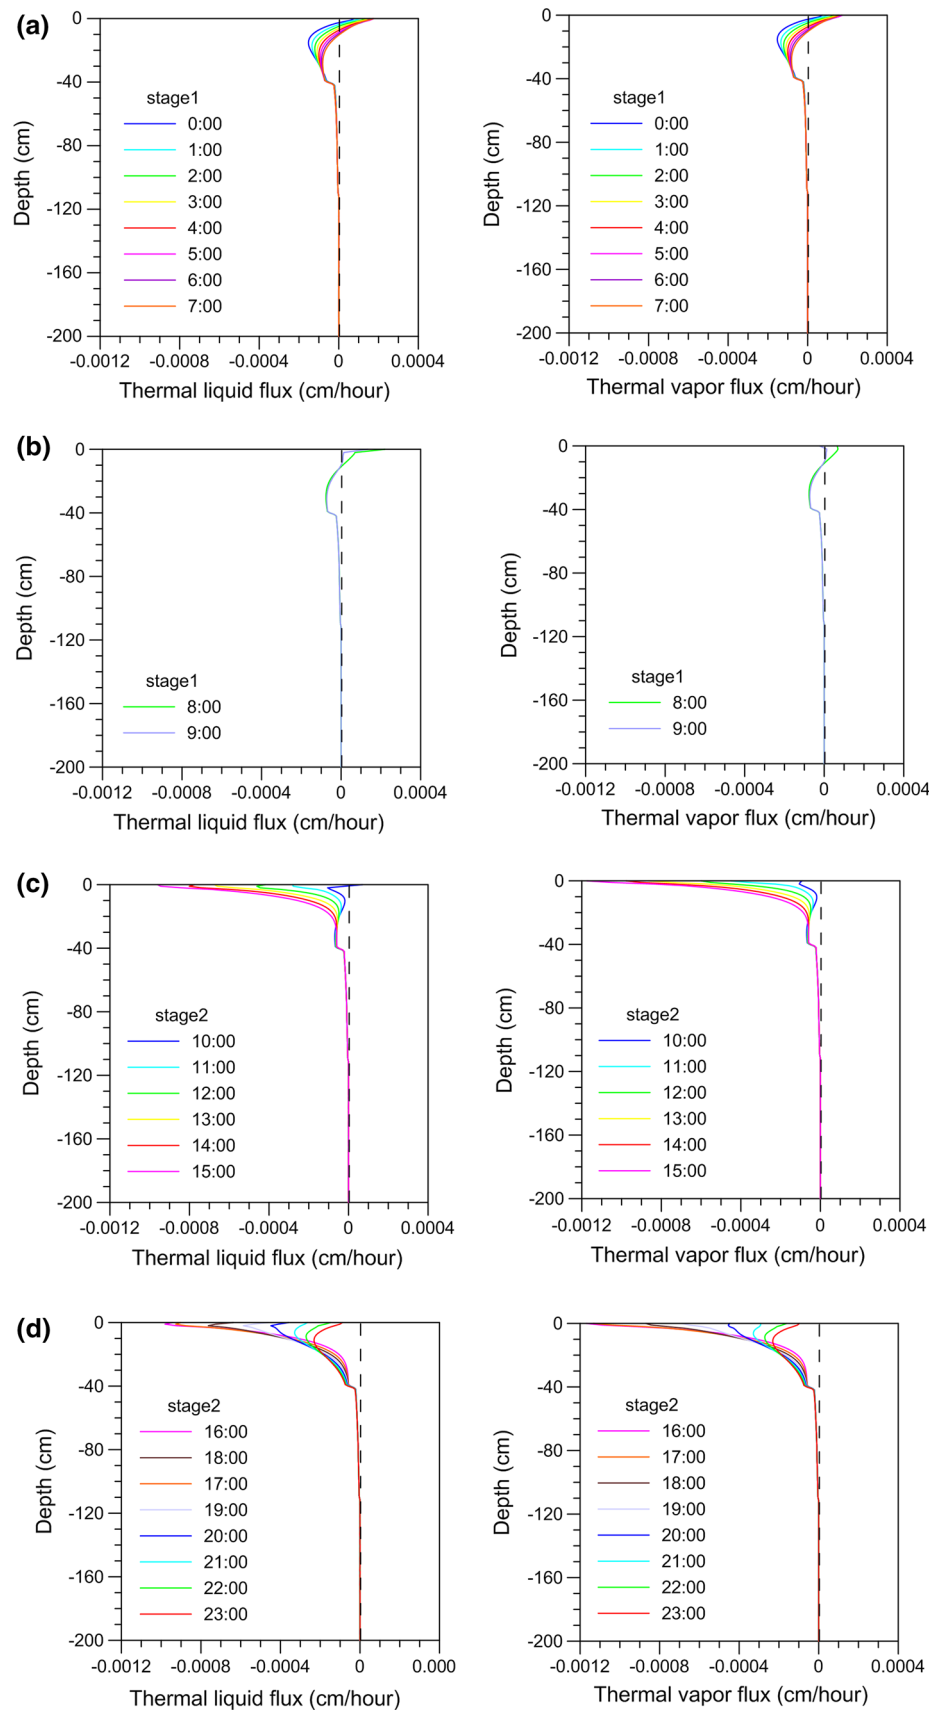 (a)
0
-40
-80
-120
-160
-200
Depth (cm)
stage1
0:00
1:00
2:00
3:00
4:00
5:00
6:00
7:00
-0.0012 -0.0008 -0.0004 0 0.0004
Thermal liquid flux (cm/hour)
0
-40
-80
-120
-160
-200
Depth (cm)
stage1
0:00
1:00
2:00
3:00
4:00
5:00
6:00
7:00
-0.0012 -0.0008 -0.0004 0 0.0004
Thermal vapor flux (cm/hour)
(b)
0
-40
-80
-120
-160
-200
Depth (cm)
stage1
8:00
9:00
-0.0012 -0.0008 -0.0004 0 0.0004
Thermal liquid flux (cm/hour)
0
-40
-80
-120
-160
-200
Depth (cm)
stage1
8:00
9:00
-0.0012 -0.0008 -0.0004 0 0.0004
Thermal vapor flux (cm/hour)
(c)
0
-40
-80
-120
-160
-200
Depth (cm)
stage2
10:00
11:00
12:00
13:00
14:00
15:00
-0.0012 -0.0008 -0.0004 0 0.0004
Thermal liquid flux (cm/hour)
0
-40
-80
-120
-160
-200
Depth (cm)
stage2
10:00
11:00
12:00
13:00
14:00
15:00
-0.0012 -0.0008 -0.0004 0 0.0004
Thermal vapor flux (cm/hour)
(d)
0
-40
-80
-120
-160
-200
Depth (cm)
stage2
16:00
18:00
17:00
19:00
20:00
21:00
22:00
23:00
-0.0012 -0.0008 -0.0004 0 0.000
Thermal liquid flux (cm/hour)
0
-40
-80
-120
-160
-200
Depth (cm)
stage2
16:00
17:00
18:00
19:00
20:00
21:00
22:00
23:00
-0.0012 -0.0008 -0.0004 0 0.0004
Thermal vapor flux (cm/hour)